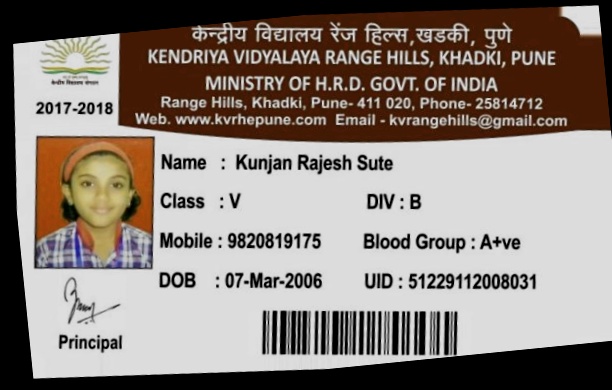 केन्द्रीय विद्यालय रेंज हिल्स,खडकी, पुणे
KENDRIYA VIDYALAYA RANGE HILLS, KHADKI, PUNE
MINISTRY OF H.R.D. GOVT. OF INDIA
Range Hills, Khadki, Pune- 411 020, Phone- 25814712
Web. www.kvrhepune.com Email - kvrangehills@gmail.com
केन्द्रीय विद्यालय संगठन
2017-2018
Name : Kunjan Rajesh Sute
Class : V DIV : B
Mobile : 9820819175 Blood Group : A+ve
DOB : 07-Mar-2006 UID : 51229112008031
Principal